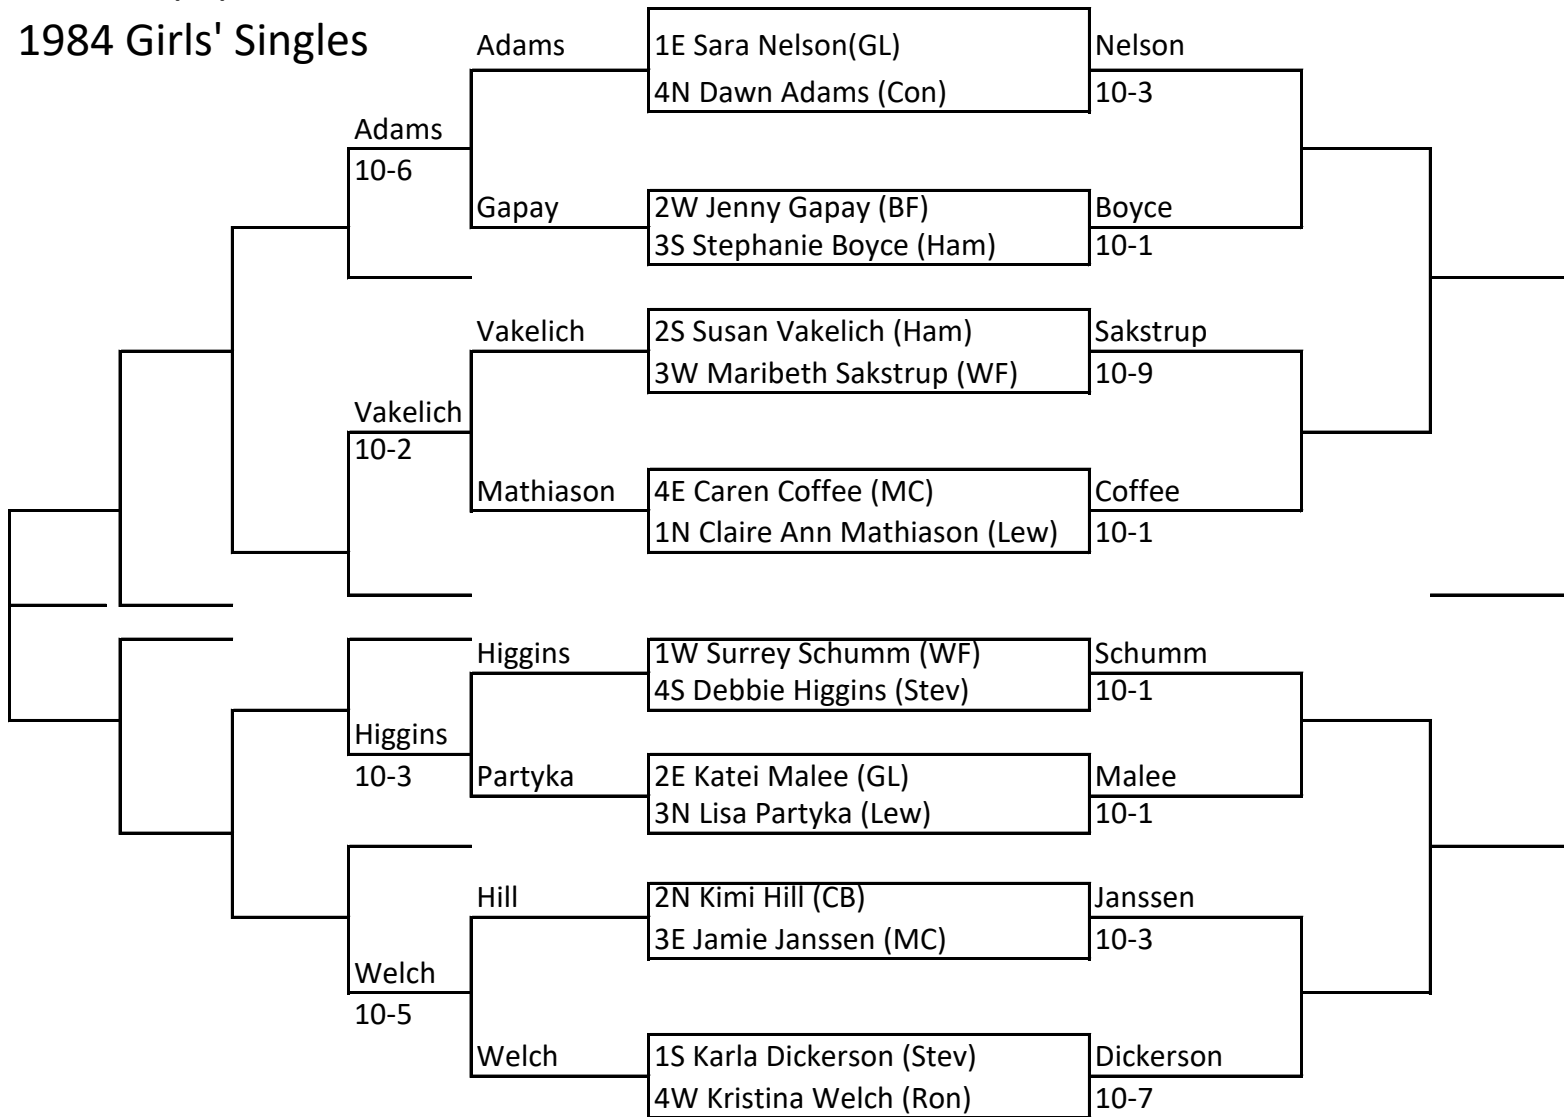 1984 Girls' Singles
Adams
1E Sara Nelson(GL)
Nelson
4N Dawn Adams (Con)
10-3
Adams
10-6
Gapay
2W Jenny Gapay (BF)
Boyce
3S Stephanie Boyce (Ham)
10-1
Vakelich
2S Susan Vakelich (Ham)
Sakstrup
3W Maribeth Sakstrup (WF)
10-9
Vakelich
10-2
Mathiason
4E Caren Coffee (MC)
Coffee
1N Claire Ann Mathiason (Lew)
10-1
Higgins
1W Surrey Schumm (WF)
Schumm
4S Debbie Higgins (Stev)
10-1
Higgins
10-3
Partyka
2E Katei Malee (GL)
Malee
3N Lisa Partyka (Lew)
10-1
Hill
2N Kimi Hill (CB)
Janssen
3E Jamie Janssen (MC)
10-3
Welch
10-5
Welch
1S Karla Dickerson (Stev)
Dickerson
4W Kristina Welch (Ron)
10-7